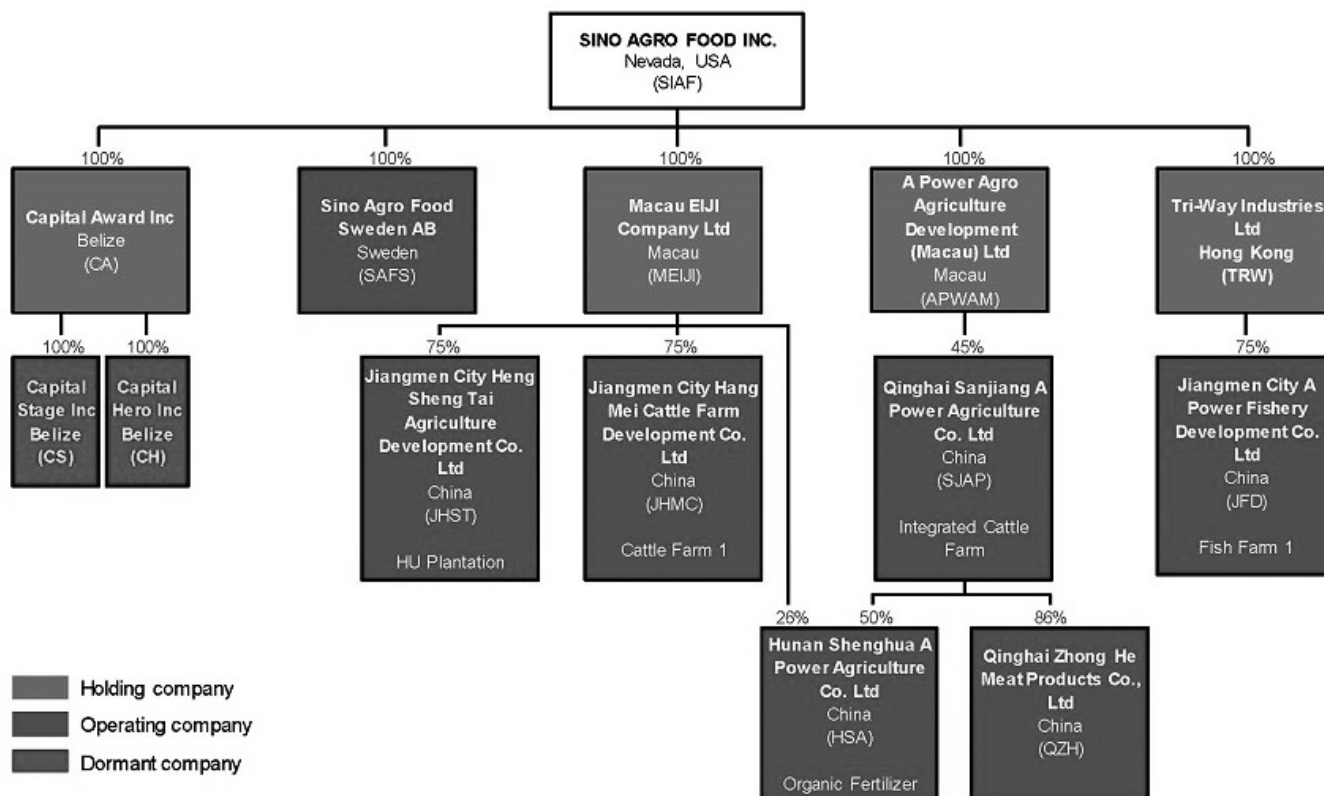 SINO AGRO FOOD INC.
Nevada, USA
(SIAF)
100%
100%
100%
100%
100%
Capital Award Inc
Belize
(CA)
Sino Agro Food
Sweden AB
Sweden
(SAFS)
Macau EIJI
Company Ltd
Macau
(MEIJI)
A Power Agro
Agriculture
Development
(Macau) Ltd
Macau
(APWAM)
Tri-Way Industries
Ltd
Hong Kong
(TRW)
100%
100%
75%
75%
45%
75%
Capital
Stage Inc
Belize
(CS)
Capital
Hero Inc
Belize
(CH)
Jiangmen City Heng
Sheng Tai
Agriculture
Development Co.
Ltd
China
(JHST)
HU Plantation
Jiangmen City Hang
Mei Cattle Farm
Development Co.
Ltd
China
(JHMC)
Cattle Farm 1
Qinghai Sanjiang A
Power Agriculture
Co. Ltd
China
(SJAP)
Integrated Cattle
Farm
Jiangmen City A
Power Fishery
Development Co.
Ltd
China
(JFD)
Fish Farm 1
26%
50%
86%
Hunan Shenghua A
Power Agriculture
Co. Ltd
China
(HSA)
Organic Fertilizer
Qinghai Zhong He
Meat Products Co.,
Ltd
China
(QZH)
Holding company
Operating company
Dormant company